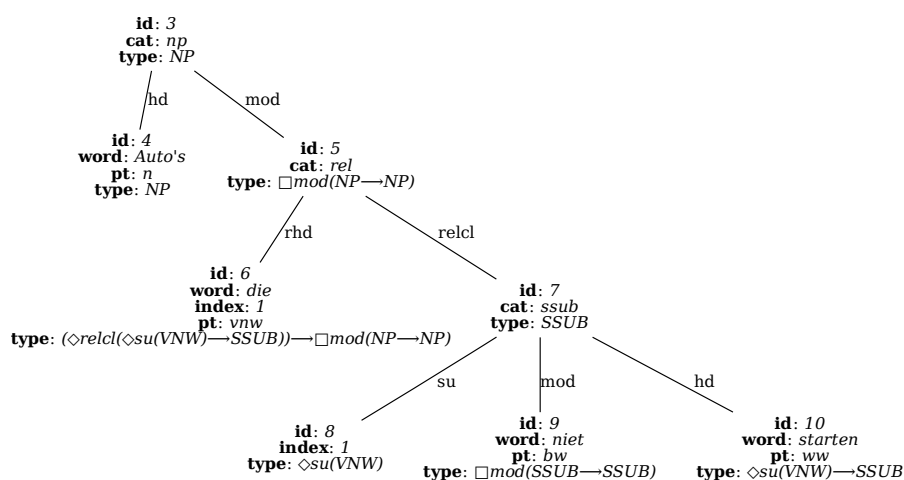 id: 3
cat: np
type: NP
hd
mod
id: 4
word: Auto's
pt: n
type: NP
id: 5
cat: rel
type: □mod(NP⟶NP)
rhd
relcl
id: 6
word: die
index: 1
pt: vnw
type: (◇relcl(◇su(VNW)⟶SSUB))⟶□mod(NP⟶NP)
id: 7
cat: ssub
type: SSUB
su
mod
hd
id: 8
index: 1
type: ◇su(VNW)
id: 9
word: niet
pt: bw
type: □mod(SSUB⟶SSUB)
id: 10
word: starten
pt: ww
type: ◇su(VNW)⟶SSUB